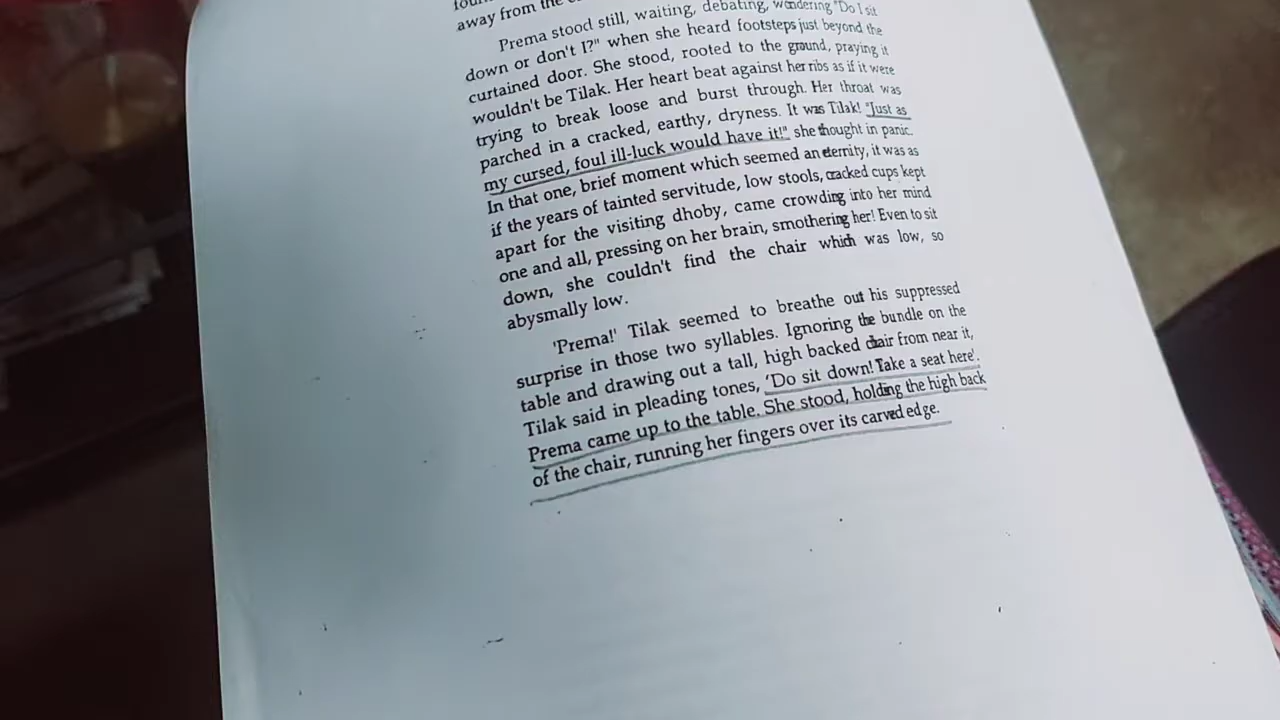 away from the
Prema stood still, waiting, debating, wondering "Do I sit
down or don't I?" when she heard footsteps just beyond the
curtained door. She stood, rooted to the ground, praying it
wouldn't be Tilak. Her heart beat against her ribs as if it were
trying to break loose and burst through. Her throat was
parched in a cracked, earthy, dryness. It was Tilak! "Just as
my cursed, foul ill-luck would have it!" she thought in panic.
In that one, brief moment which seemed an eternity, it was as
if the years of tainted servitude, low stools, cracked cups kept
apart for the visiting dhoby, came crowding into her mind
one and all, pressing on her brain, smothering her! Even to sit
down, she couldn't find the chair which was low, so
abysmally low.
'Prema!' Tilak seemed to breathe out his suppressed
surprise in those two syllables. Ignoring the bundle on the
table and drawing out a tall, high backed chair from near it,
Tilak said in pleading tones, 'Do sit down! Take a seat here'.
Prema came up to the table. She stood, holding the high back
of the chair, running her fingers over its carved edge.